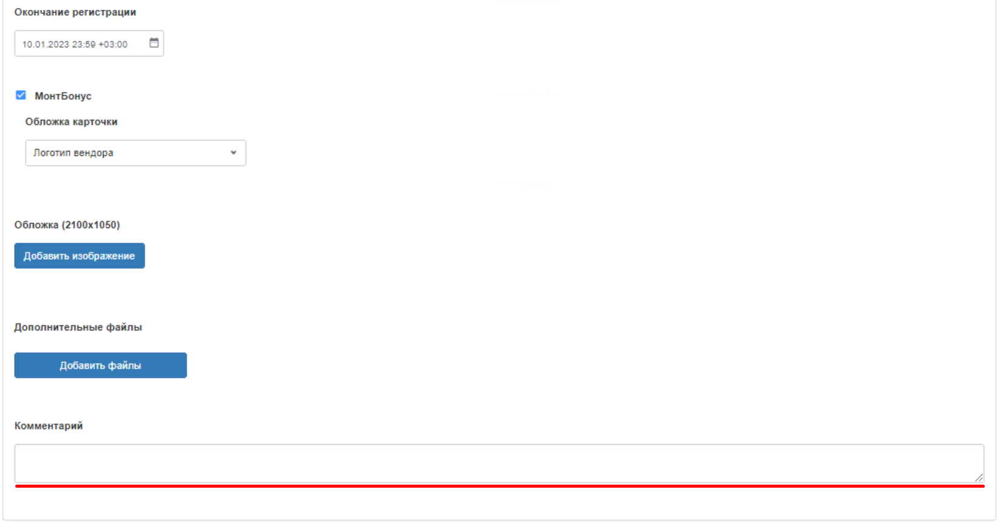 Окончание регистрации
10.01.2023 23:59 +03:00
МонтБонус
Обложка карточки
Логотип вендора
Обложка (2100x1050)
Добавить изображение
Дополнительные файлы
Добавить файлы
Комментарий